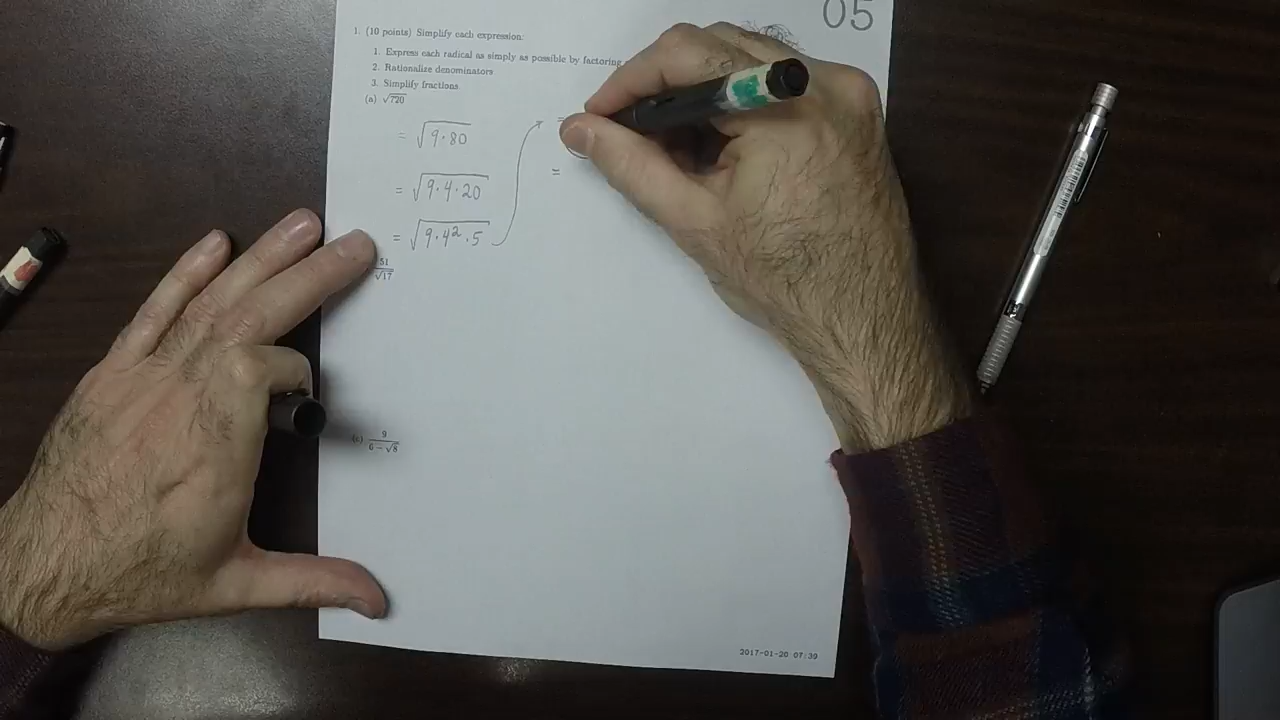 05
1. (10 points) Simplify each expression:
1. Express each radical as simply as possible by factoring
2. Rationalize denominators
3. Simplify fractions
(a) √720
= √9·80
= √9·4·20
= √9·4²·5
=
=
51/√17
(c) 9/(6 − √8)
2017-01-20 07:39